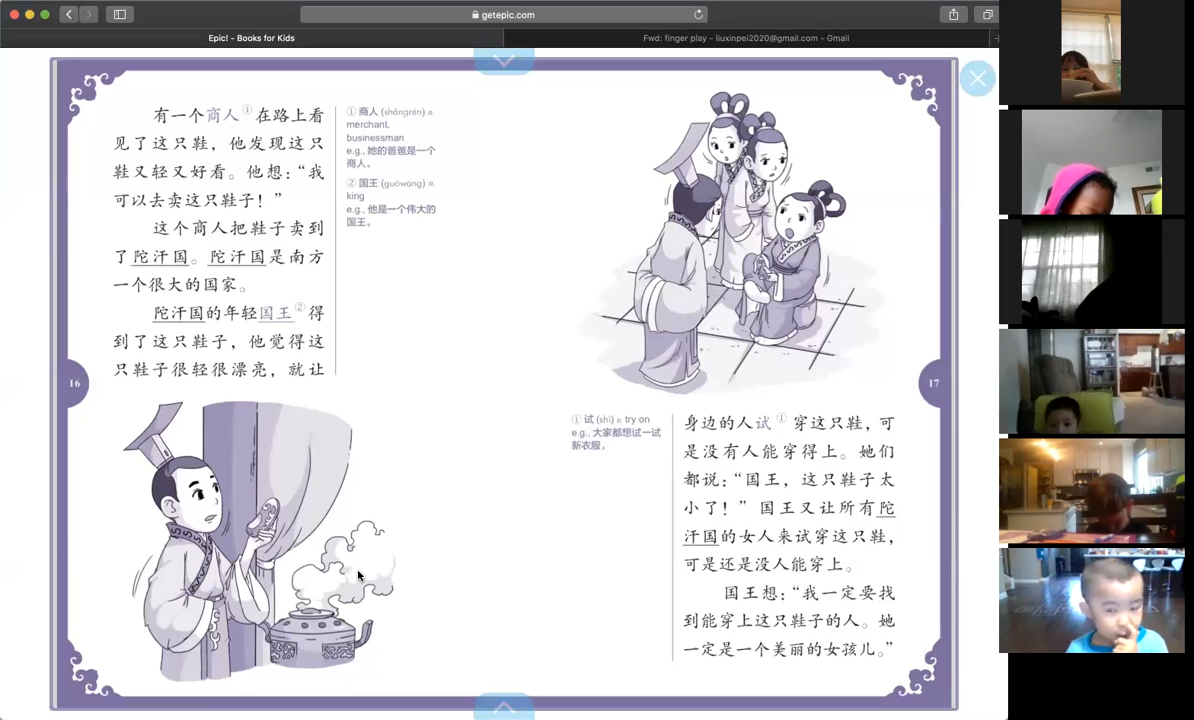 getepic.com
Epic! - Books for Kids
Fwd: finger play - liuxinpei2020@gmail.com - Gmail
有一个商人①在路上看
见了这只鞋，他发现这只
鞋又轻又好看。他想：“我
可以去卖这只鞋子！”
这个商人把鞋子卖到
了陀汗国。陀汗国是南方
一个很大的国家。
陀汗国的年轻国王②得
到了这只鞋子，他觉得这
只鞋子很轻很漂亮，就让
① 商人 (shāngrén) n.
merchant,
businessman
e.g., 她的爸爸是一个
商人。
② 国王 (guówáng) n.
king
e.g., 他是一个伟大的
国王。
16
17
① 试 (shì) v. try on
e.g., 大家都想试一试
新衣服。
身边的人试①穿这只鞋，可
是没有人能穿得上。她们
都说：“国王，这只鞋子太
小了！”国王又让所有陀
汗国的女人来试穿这只鞋，
可是还是没人能穿上。
国王想：“我一定要找
到能穿上这只鞋子的人。她
一定是一个美丽的女孩儿。”